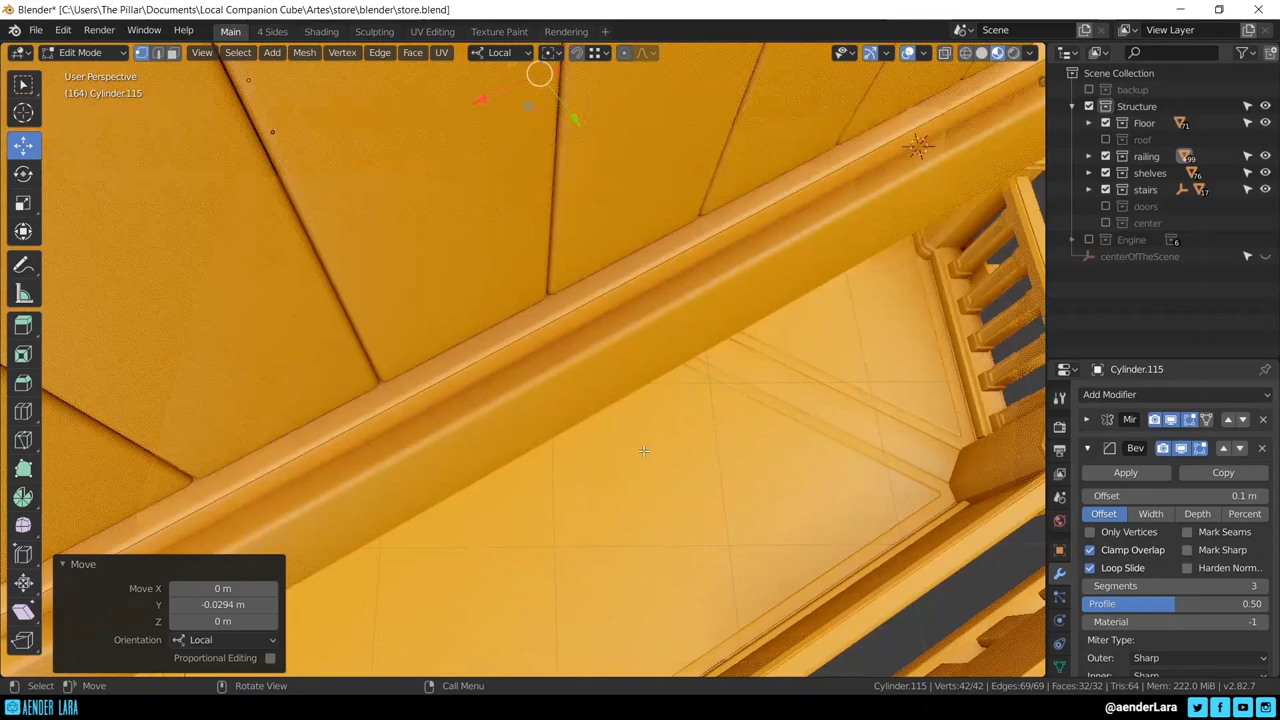 Blender* [C:\Users\The Pillar\Documents\Local Companion Cube\Artes\store\blender\store.blend]
File Edit Render Window Help Main 4 Sides Shading Sculpting UV Editing Texture Paint Rendering + Scene View Layer
Edit Mode View Select Add Mesh Vertex Edge Face UV Local
User Perspective
(164) Cylinder.115
Scene Collection
backup
Structure
Floor 71
roof
railing 99
shelves 76
stairs 17
doors
center
Engine 6
centerOfTheScene
Cylinder.115
Add Modifier
Mir
Bev
Apply Copy
Offset 0.1 m
Offset Width Depth Percent
Only Vertices Mark Seams
Clamp Overlap Mark Sharp
Loop Slide Harden Norm..
Segments 3
Profile 0.50
Material -1
Miter Type:
Outer: Sharp
Inner: Sharp
Move
Move X 0 m
Y -0.0294 m
Z 0 m
Orientation Local
Proportional Editing
Select Move Rotate View Call Menu Cylinder.115 | Verts:42/42 | Edges:69/69 | Faces:32/32 | Tris:64 | Mem: 222.0 MiB | v2.82.7
AENDER LARA @aenderLara